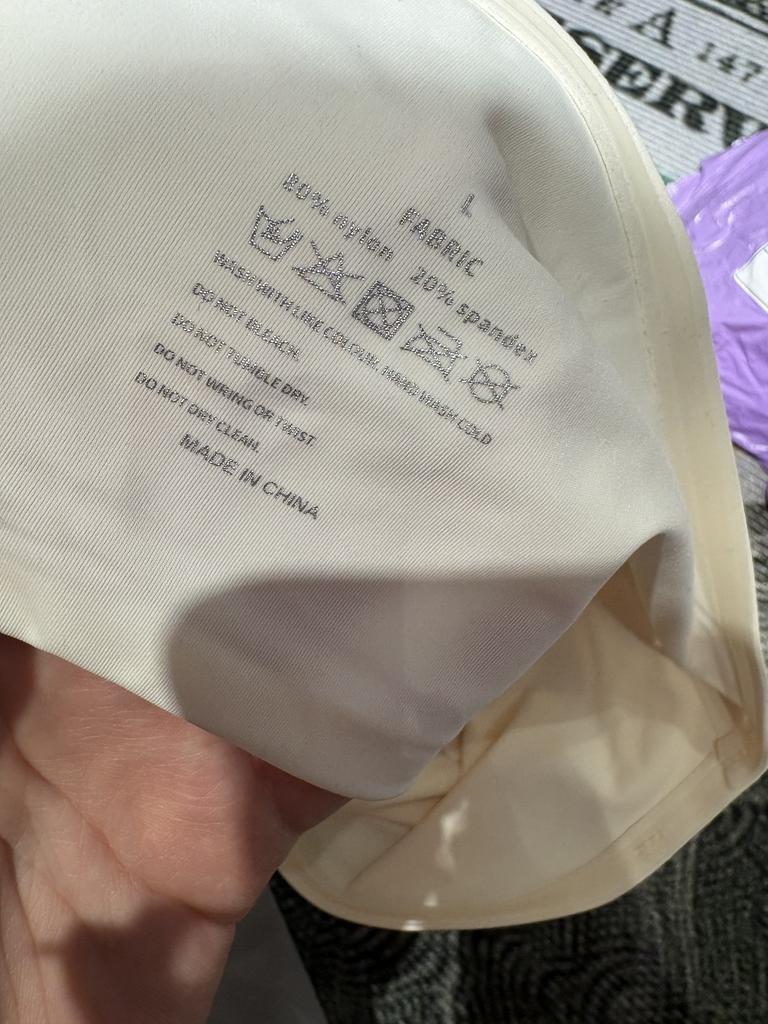 L
FABRIC
80% nylon 20% spandex
WASH WITH LIKE COLOUR. HAND WASH COLD
DO NOT BLEACH.
DO NOT TUMBLE DRY.
DO NOT WRING OR TWIST.
DO NOT DRY CLEAN.
MADE IN CHINA
A 147